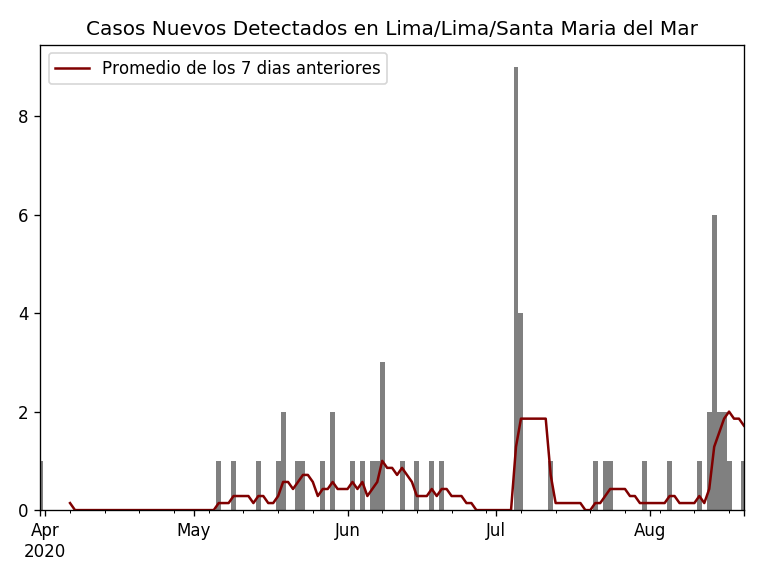 Casos Nuevos Detectados en Lima/Lima/Santa Maria del Mar
Promedio de los 7 dias anteriores
8
6
4
2
0
Apr May Jun Jul Aug
2020